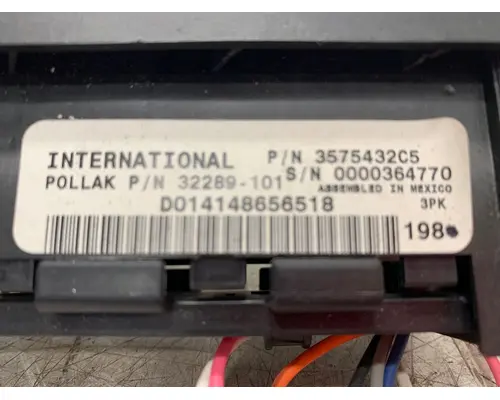 INTERNATIONAL P/N 3575432C5
POLLAK P/N 32289-101 S/N 0000364770
ASSEMBLED IN MEXICO
D014148656518 3PK
198